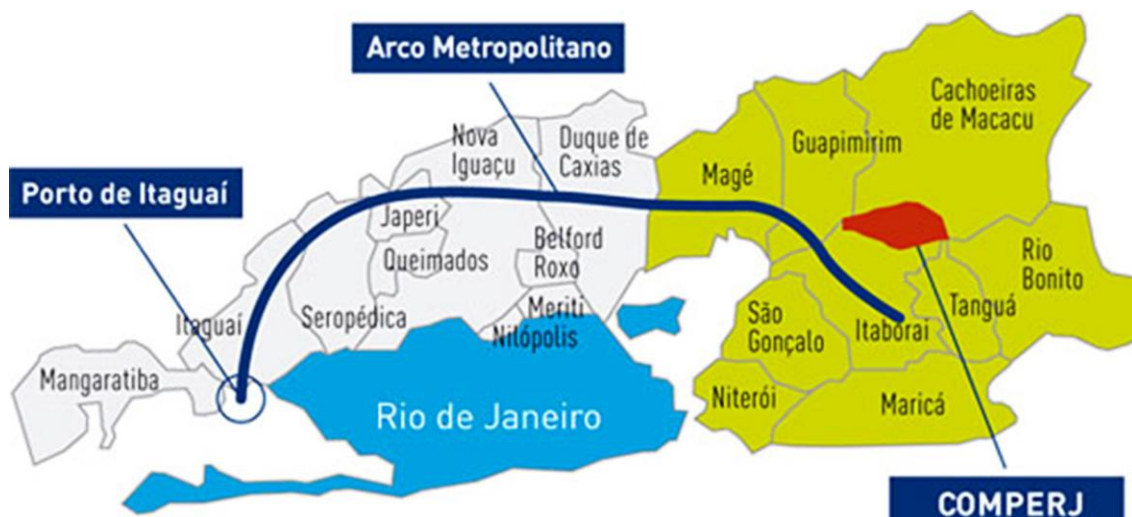 Arco Metropolitano
Porto de Itaguaí
Nova
Iguaçu
Duque de
Caxias
Magé
Guapimirim
Cachoeiras
de Macacu
Japeri
Queimados
Belford
Roxo
Itaguaí
Seropédica
Meriti
Nilópolis
São
Gonçalo
Itaborai
Tanguá
Rio
Bonito
Mangaratiba
Rio de Janeiro
Niterói
Maricá
COMPERJ